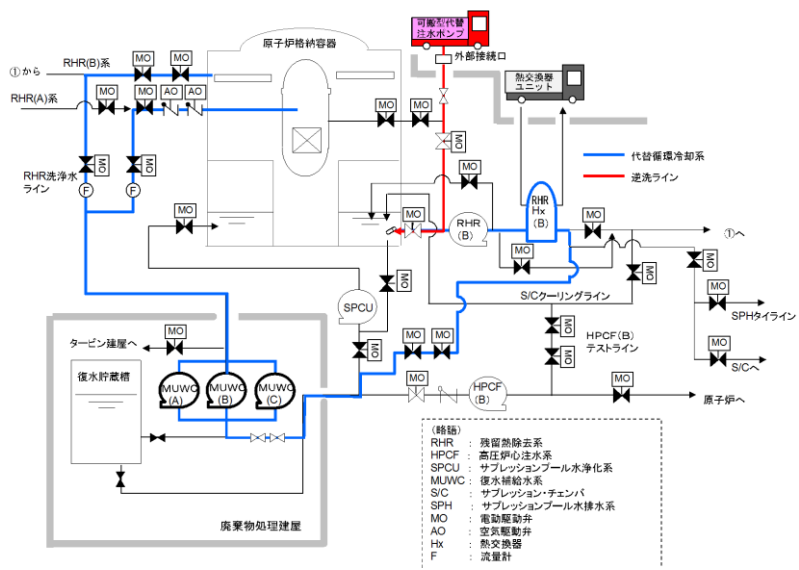 可搬型代替
注水ポンプ
原子炉格納容器
外部接続口
熱交換器
ユニット
①から
RHR(B)系
MO
MO
RHR(A)系
MO
MO
AO
AO
MO
MO
MO
代替循環冷却系
逆洗ライン
RHR洗浄水
ライン
MO
MO
F
F
MO
MO
MO
RHR
(B)
RHR
Hx
(B)
MO
①へ
MO
MO
MO
SPCU
MO
S/Cクーリングライン
MO
SPHタイライン
タービン建屋へ
MO
MO
MO
MO
MO
HPCF(B)
テストライン
MO
MO
S/Cへ
復水貯蔵槽
MUWC
(A)
MUWC
(B)
MUWC
(C)
MO
HPCF
(B)
MO
原子炉へ
廃棄物処理建屋
(略語)
RHR : 残留熱除去系
HPCF : 高圧炉心注水系
SPCU : サプレッションプール水浄化系
MUWC : 復水補給水系
S/C : サプレッション・チェンバ
SPH : サプレッションプール水排水系
MO : 電動駆動弁
AO : 空気駆動弁
Hx : 熱交換器
F : 流量計